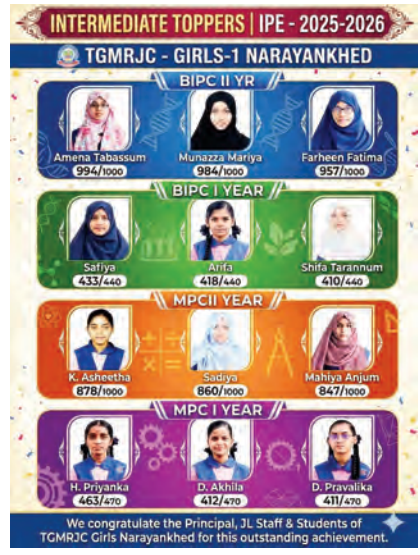 INTERMEDIATE TOPPERS | IPE - 2025-2026
TGMRJC - GIRLS-1 NARAYANKHED
BIPC II YR
Amena Tabassum
994/1000
Munazza Mariya
984/1000
Farheen Fatima
957/1000
BIPC I YEAR
Safiya
433/440
Arifa
418/440
Shifa Tarannum
410/440
MPCII YEAR
K. Asheetha
878/1000
Sadiya
860/1000
Mahiya Anjum
847/1000
MPC I YEAR
H. Priyanka
463/470
D. Akhila
412/470
D. Pravalika
411/470
We congratulate the Principal, JL Staff & Students of
TGMRJC Girls Narayankhed for this outstanding achievement.